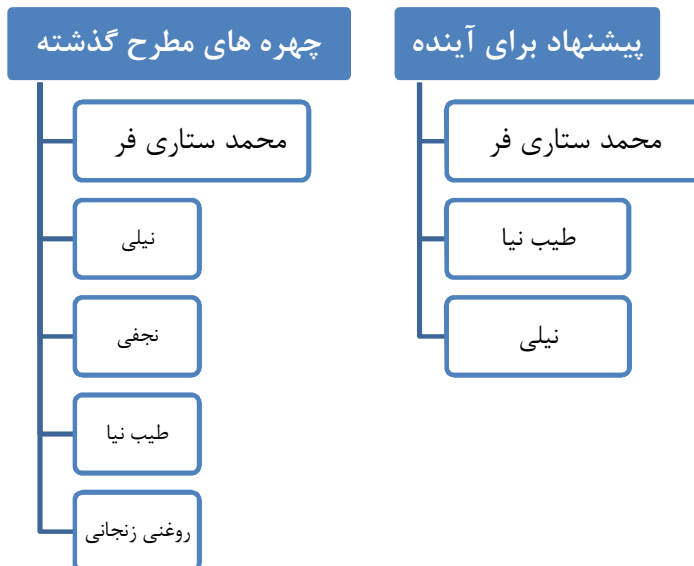 پیشنهاد برای آینده
محمد ستاری فر
طیب نیا
نیلی
چهره های مطرح گذشته
محمد ستاری فر
نیلی
نجفی
طیب نیا
روغنی زنجانی